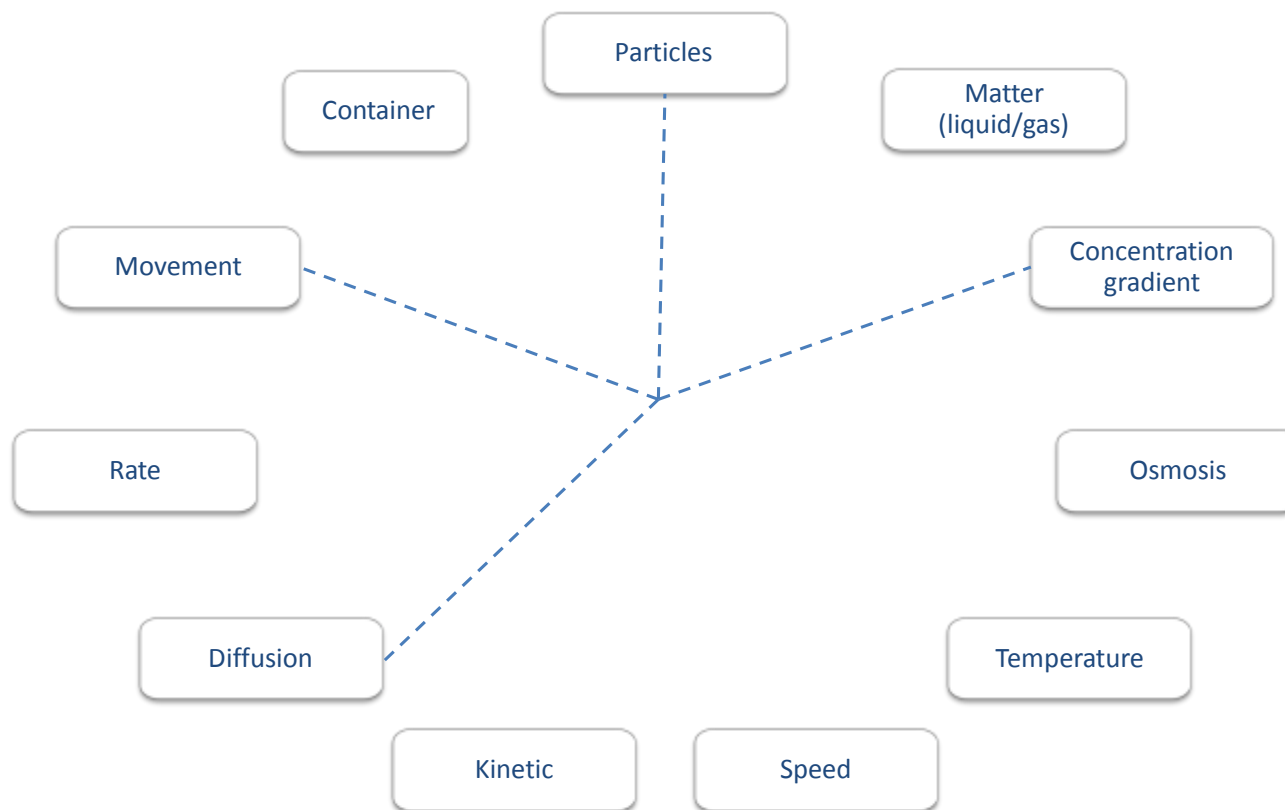 Particles
Container
Matter
(liquid/gas)
Movement
Concentration
gradient
Rate
Osmosis
Diffusion
Temperature
Kinetic
Speed